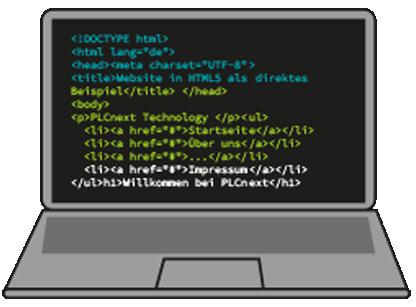 <!DOCTYPE html>
<html lang="de">
<head><meta charset="UTF-8">
<title>Website in HTML5 als direktes
Beispiel</title> </head>
<body>
<p>PLCnext Technology </p><ul>
<li><a href="#">Startseite</a></li>
<li><a href="#">Über uns</a></li>
<li><a href="#">...</a></li>
<li><a href="#">Impressum</a></li>
</ul>h1>Willkommen bei PLCnext</h1>